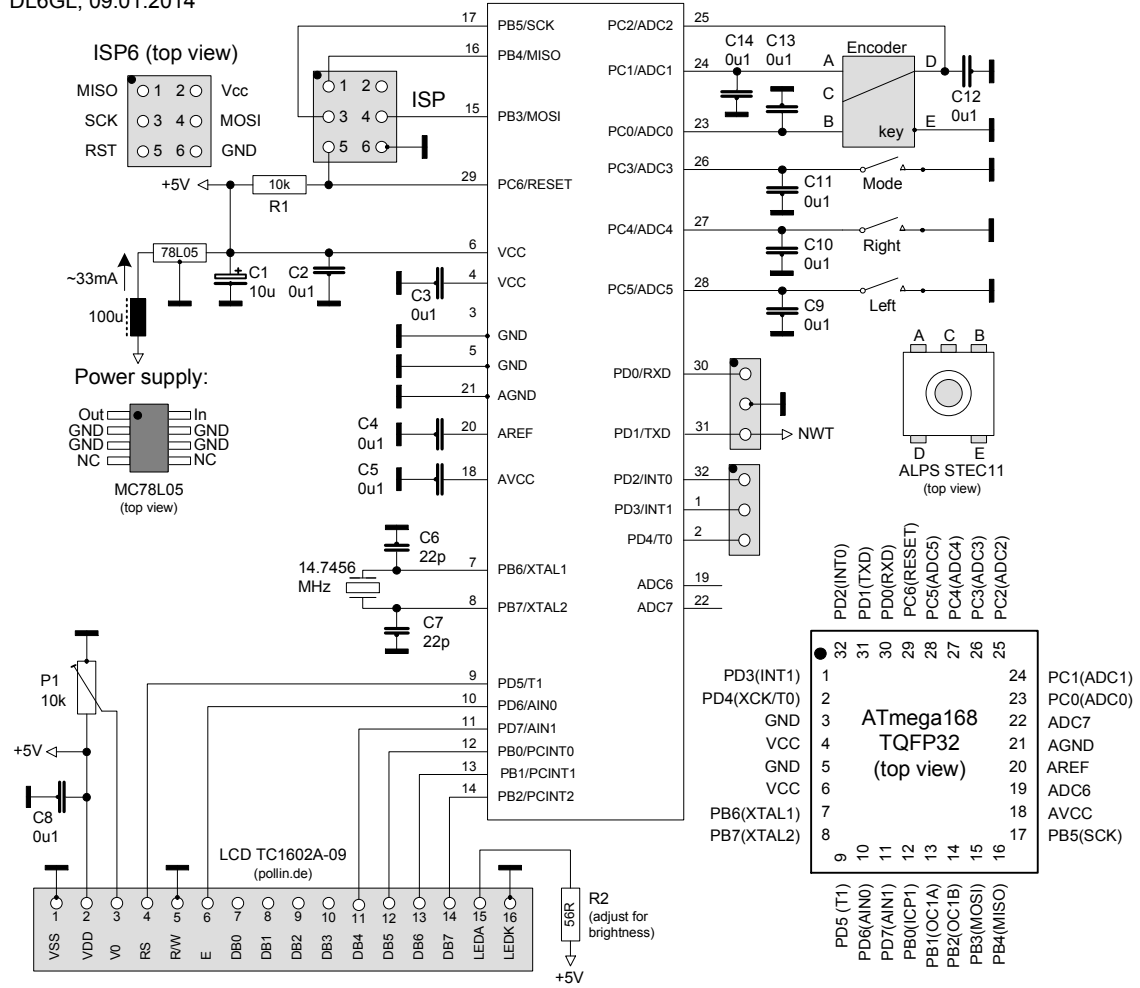 DL6GL, 09.01.2014
ISP6 (top view)
MISO 1 2 Vcc
SCK 3 4 MOSI
RST 5 6 GND
1 2
3 4
5 6
ISP
+5V
10k
R1
78L05
~33mA
100u
C1
10u
C2
0u1
C3
0u1
Power supply:
Out In
GND GND
GND GND
NC NC
MC78L05
(top view)
C4
0u1
C5
0u1
C6
22p
14.7456
MHz
C7
22p
17 PB5/SCK
16 PB4/MISO
15 PB3/MOSI
29 PC6/RESET
6 VCC
4 VCC
3 GND
5 GND
21 AGND
20 AREF
18 AVCC
7 PB6/XTAL1
8 PB7/XTAL2
9 PD5/T1
10 PD6/AIN0
11 PD7/AIN1
12 PB0/PCINT0
13 PB1/PCINT1
14 PB2/PCINT2
PC2/ADC2 25
PC1/ADC1 24
PC0/ADC0 23
PC3/ADC3 26
PC4/ADC4 27
PC5/ADC5 28
PD0/RXD 30
PD1/TXD 31
PD2/INT0 32
PD3/INT1 1
PD4/T0 2
ADC6 19
ADC7 22
C14
0u1
C13
0u1
Encoder
A D
C
B E
key
C12
0u1
C11
0u1
Mode
C10
0u1
Right
C9
0u1
Left
NWT
A C B
D E
ALPS STEC11
(top view)
P1
10k
+5V
C8
0u1
LCD TC1602A-09
(pollin.de)
1 2 3 4 5 6 7 8 9 10 11 12 13 14 15 16
VSS VDD V0 RS R/W E DB0 DB1 DB2 DB3 DB4 DB5 DB6 DB7 LEDA LEDK
56R
R2
(adjust for
brightness)
+5V
PD2(INT0) PD1(TXD) PD0(RXD) PC6(RESET) PC5(ADC5) PC4(ADC4) PC3(ADC3) PC2(ADC2)
32 31 30 29 28 27 26 25
PD3(INT1) 1 24 PC1(ADC1)
PD4(XCK/T0) 2 23 PC0(ADC0)
GND 3 22 ADC7
VCC 4 21 AGND
GND 5 20 AREF
VCC 6 19 ADC6
PB6(XTAL1) 7 18 AVCC
PB7(XTAL2) 8 17 PB5(SCK)
ATmega168
TQFP32
(top view)
9 10 11 12 13 14 15 16
PD5 (T1) PD6(AIN0) PD7(AIN1) PB0(ICP1) PB1(OC1A) PB2(OC1B) PB3(MOSI) PB4(MISO)